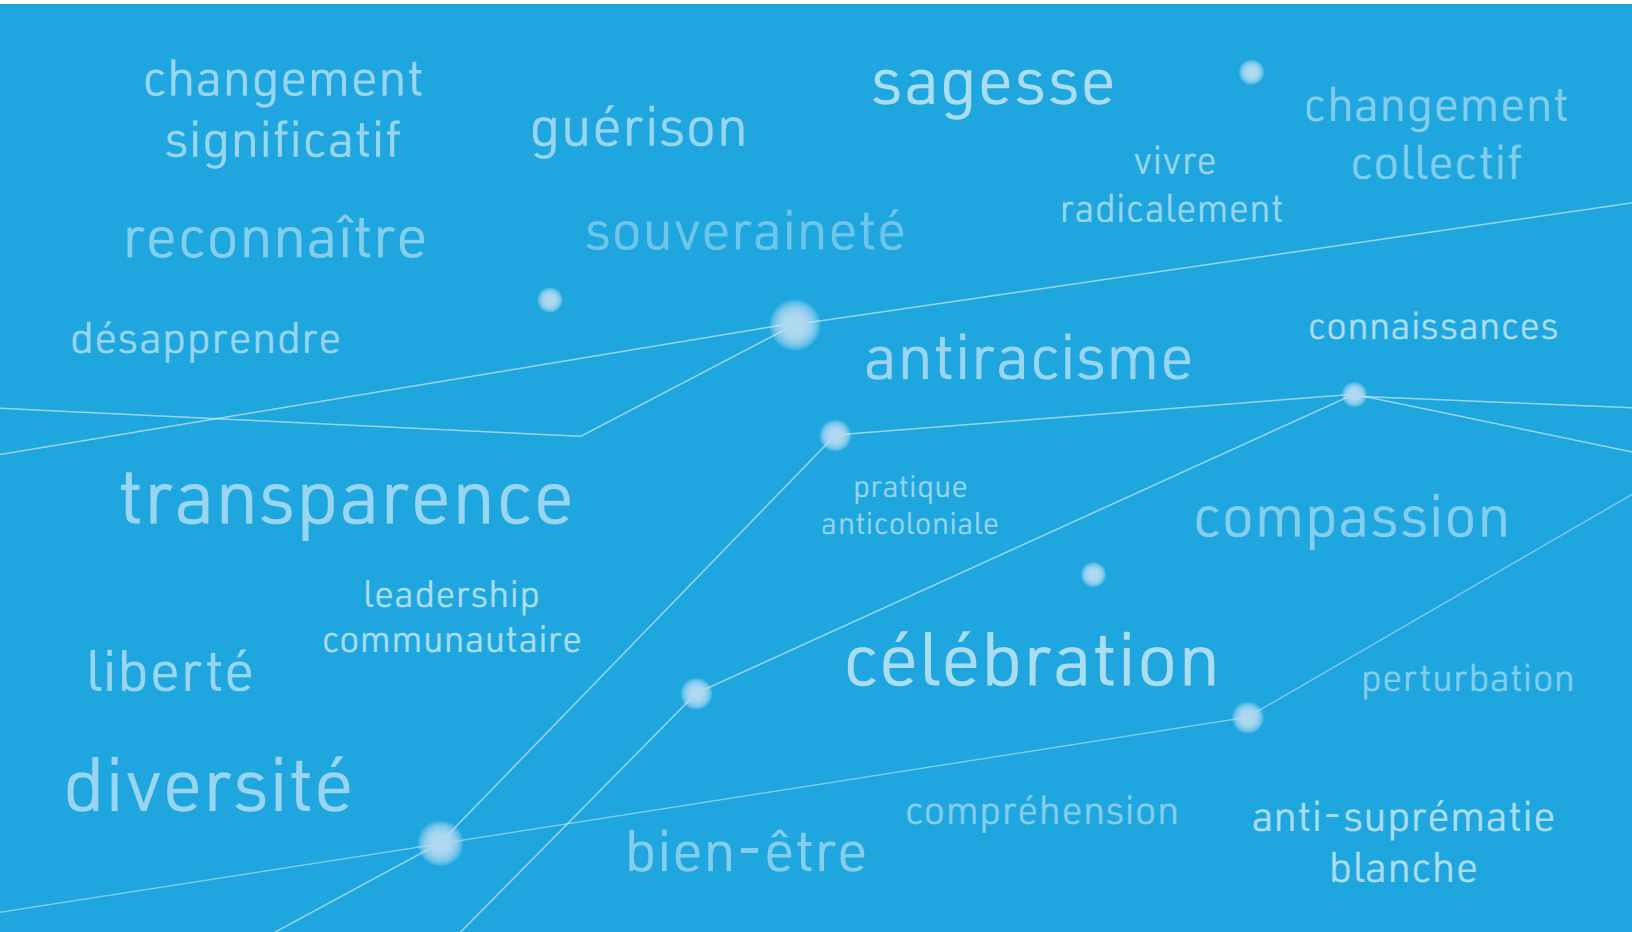 changement
significatif
guérison
sagesse
vivre
radicalement
changement
collectif
reconnaître
souveraineté
désapprendre
antiracisme
connaissances
transparence
pratique
anticoloniale
compassion
leadership
communautaire
liberté
célébration
perturbation
diversité
bien-être
compréhension
anti-suprématie
blanche